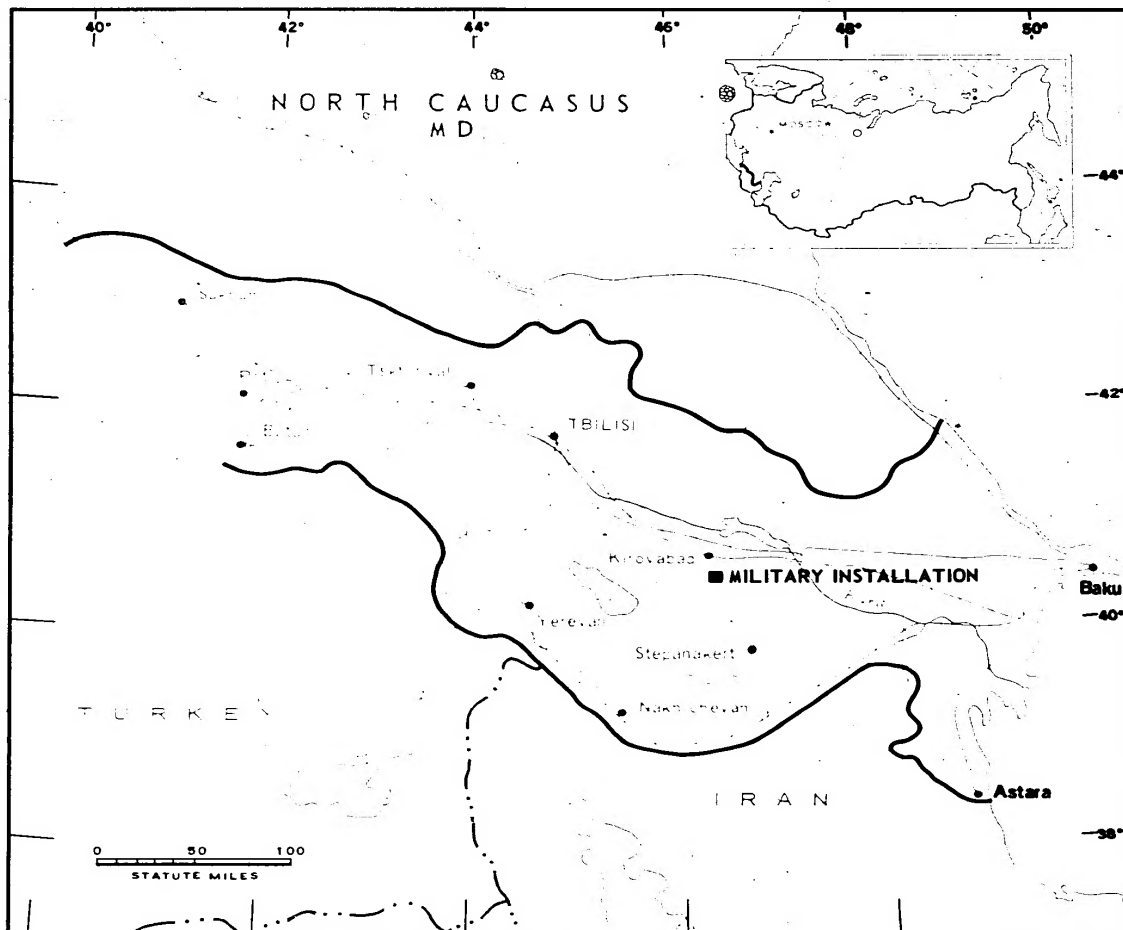 40° 42° 44° 46° 48° 50°
NORTH CAUCASUS
MD
MOSCOW
44°
TBILISI
42°
Kirovabad
MILITARY INSTALLATION
Baku
40°
Yerevan
Stepanakert
Nakhichevan
TURKEY
IRAN
Astara
38°
0 50 100
STATUTE MILES